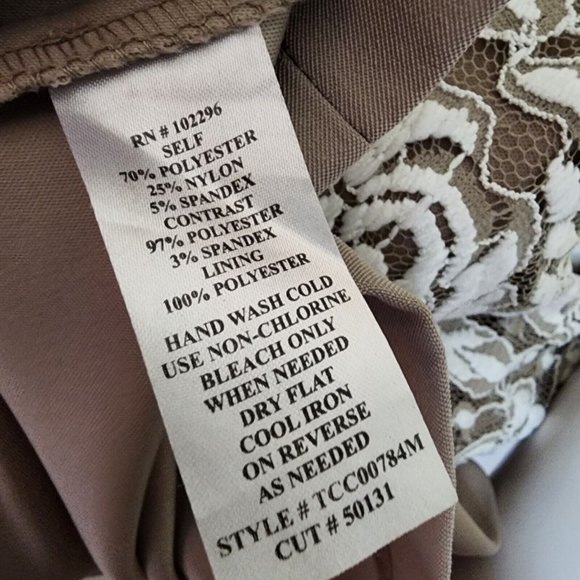 RN # 102296
SELF
70% POLYESTER
25% NYLON
5% SPANDEX
CONTRAST
97% POLYESTER
3% SPANDEX
LINING
100% POLYESTER
HAND WASH COLD
USE NON-CHLORINE
BLEACH ONLY
WHEN NEEDED
DRY FLAT
COOL IRON
ON REVERSE
AS NEEDED
STYLE # TCC00784M
CUT # 50131